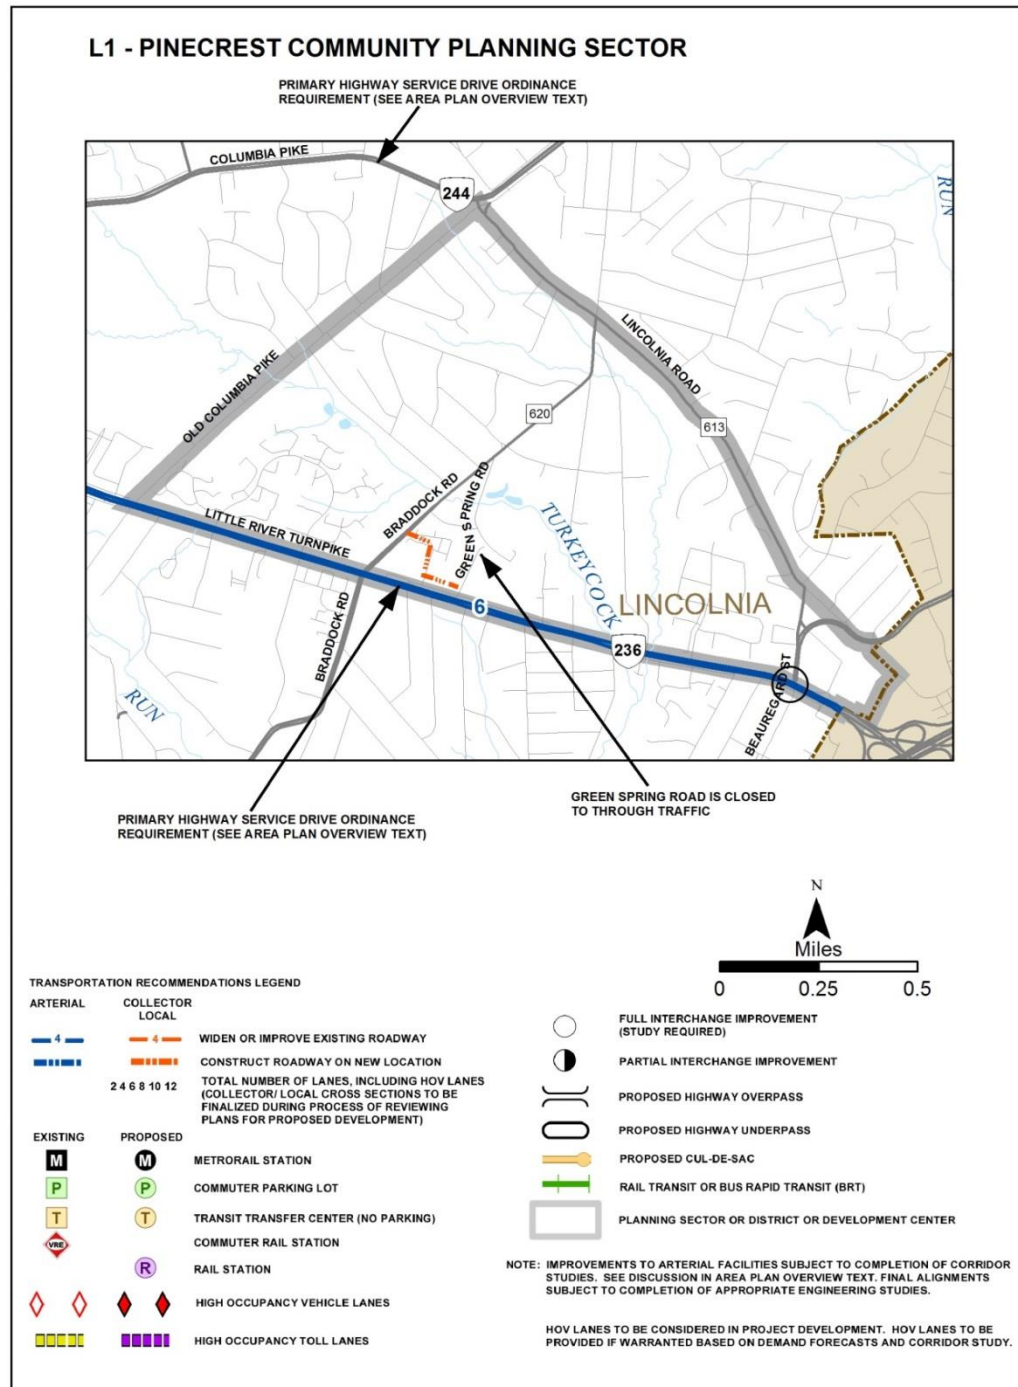 L1 - PINECREST COMMUNITY PLANNING SECTOR
PRIMARY HIGHWAY SERVICE DRIVE ORDINANCE
REQUIREMENT (SEE AREA PLAN OVERVIEW TEXT)
COLUMBIA PIKE
244
RUN
OLD COLUMBIA PIKE
LINCOLNIA ROAD
620
613
BRADDOCK RD
GREEN SPRING RD
LITTLE RIVER TURNPIKE
TURKEYCOCK
LINCOLNIA
6
236
BRADDOCK RD
RUN
BEAUREGARD ST
GREEN SPRING ROAD IS CLOSED
TO THROUGH TRAFFIC
PRIMARY HIGHWAY SERVICE DRIVE ORDINANCE
REQUIREMENT (SEE AREA PLAN OVERVIEW TEXT)
N
Miles
0 0.25 0.5
TRANSPORTATION RECOMMENDATIONS LEGEND
ARTERIAL COLLECTOR
LOCAL
4 4 WIDEN OR IMPROVE EXISTING ROADWAY
CONSTRUCT ROADWAY ON NEW LOCATION
2 4 6 8 10 12 TOTAL NUMBER OF LANES, INCLUDING HOV LANES
(COLLECTOR/ LOCAL CROSS SECTIONS TO BE
FINALIZED DURING PROCESS OF REVIEWING
PLANS FOR PROPOSED DEVELOPMENT)
EXISTING PROPOSED
M M METRORAIL STATION
P P COMMUTER PARKING LOT
T T TRANSIT TRANSFER CENTER (NO PARKING)
VRE COMMUTER RAIL STATION
R RAIL STATION
HIGH OCCUPANCY VEHICLE LANES
HIGH OCCUPANCY TOLL LANES
FULL INTERCHANGE IMPROVEMENT
(STUDY REQUIRED)
PARTIAL INTERCHANGE IMPROVEMENT
PROPOSED HIGHWAY OVERPASS
PROPOSED HIGHWAY UNDERPASS
PROPOSED CUL-DE-SAC
RAIL TRANSIT OR BUS RAPID TRANSIT (BRT)
PLANNING SECTOR OR DISTRICT OR DEVELOPMENT CENTER
NOTE: IMPROVEMENTS TO ARTERIAL FACILITIES SUBJECT TO COMPLETION OF CORRIDOR
STUDIES. SEE DISCUSSION IN AREA PLAN OVERVIEW TEXT. FINAL ALIGNMENTS
SUBJECT TO COMPLETION OF APPROPRIATE ENGINEERING STUDIES.
HOV LANES TO BE CONSIDERED IN PROJECT DEVELOPMENT. HOV LANES TO BE
PROVIDED IF WARRANTED BASED ON DEMAND FORECASTS AND CORRIDOR STUDY.